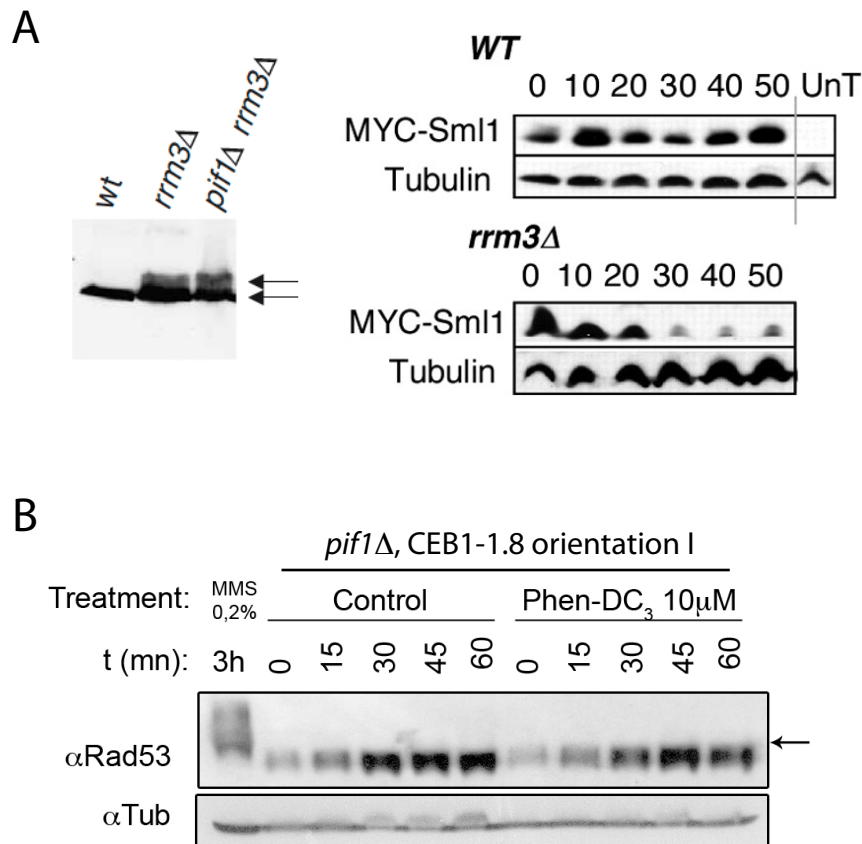 A
wt
rrm3Δ
pif1Δ rrm3Δ
WT
0 10 20 30 40 50 UnT
MYC-Sml1
Tubulin
rrm3Δ
0 10 20 30 40 50
MYC-Sml1
Tubulin
B
pif1Δ, CEB1-1.8 orientation I
Treatment: MMS 0,2% Control Phen-DC3 10μM
t (mn): 3h 0 15 30 45 60 0 15 30 45 60
αRad53
αTub